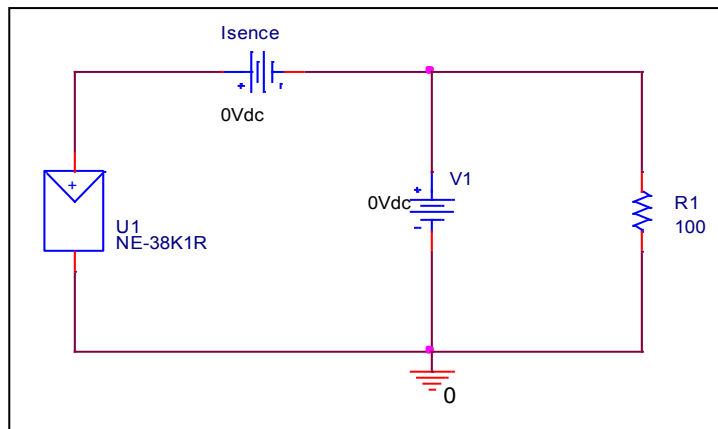 Isence
0Vdc
U1
NE-38K1R
V1
0Vdc
R1
100
0